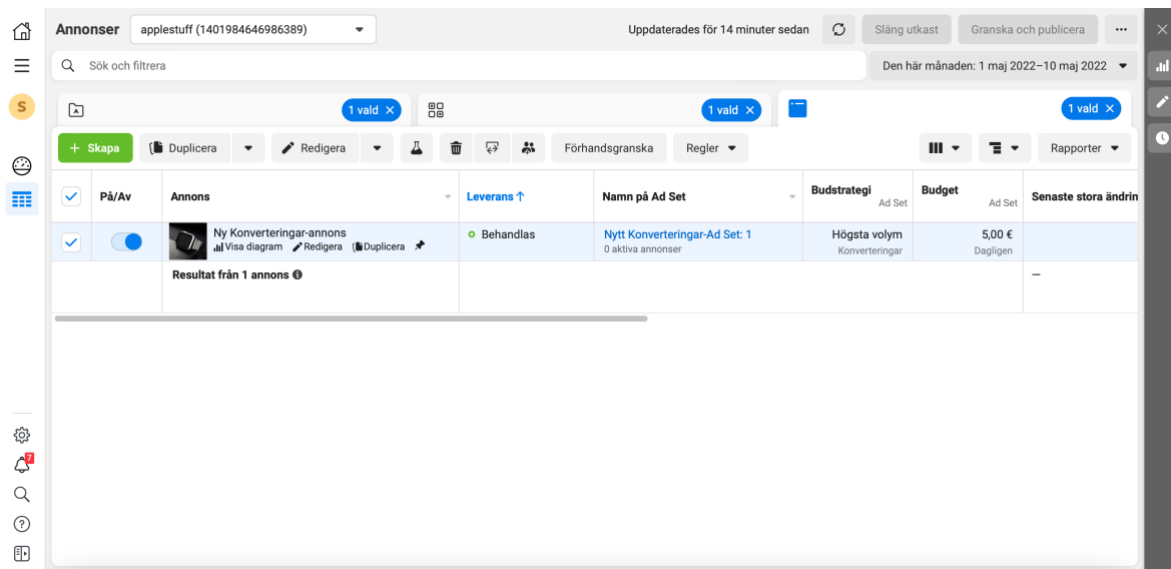 Annonser
applestuff (1401984646986389)
Uppdaterades för 14 minuter sedan
Släng utkast
Granska och publicera
Sök och filtrera
Den här månaden: 1 maj 2022–10 maj 2022
S
1 vald ×
1 vald ×
1 vald ×
+ Skapa
Duplicera
Redigera
Förhandsgranska
Regler
Rapporter
På/Av
Annons
Leverans ↑
Namn på Ad Set
Budstrategi
Ad Set
Budget
Ad Set
Senaste stora ändrin
Ny Konverteringar-annons
Visa diagram Redigera Duplicera
Behandlas
Nytt Konverteringar-Ad Set: 1
0 aktiva annonser
Högsta volym
Konverteringar
5,00 €
Dagligen
Resultat från 1 annons
—
7